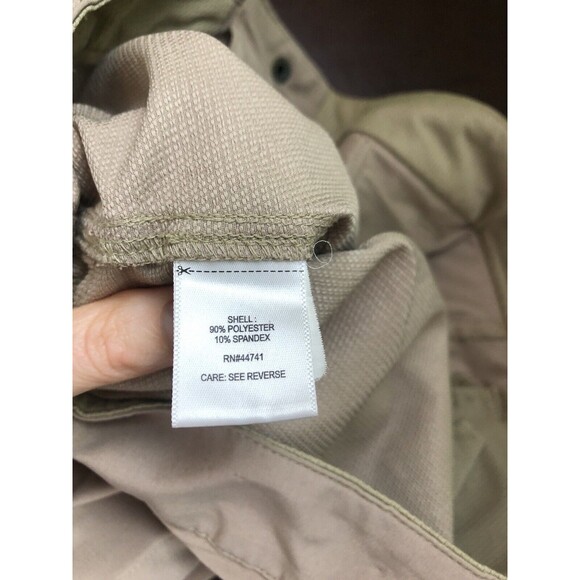 SHELL :
90% POLYESTER
10% SPANDEX
RN#44741
CARE: SEE REVERSE